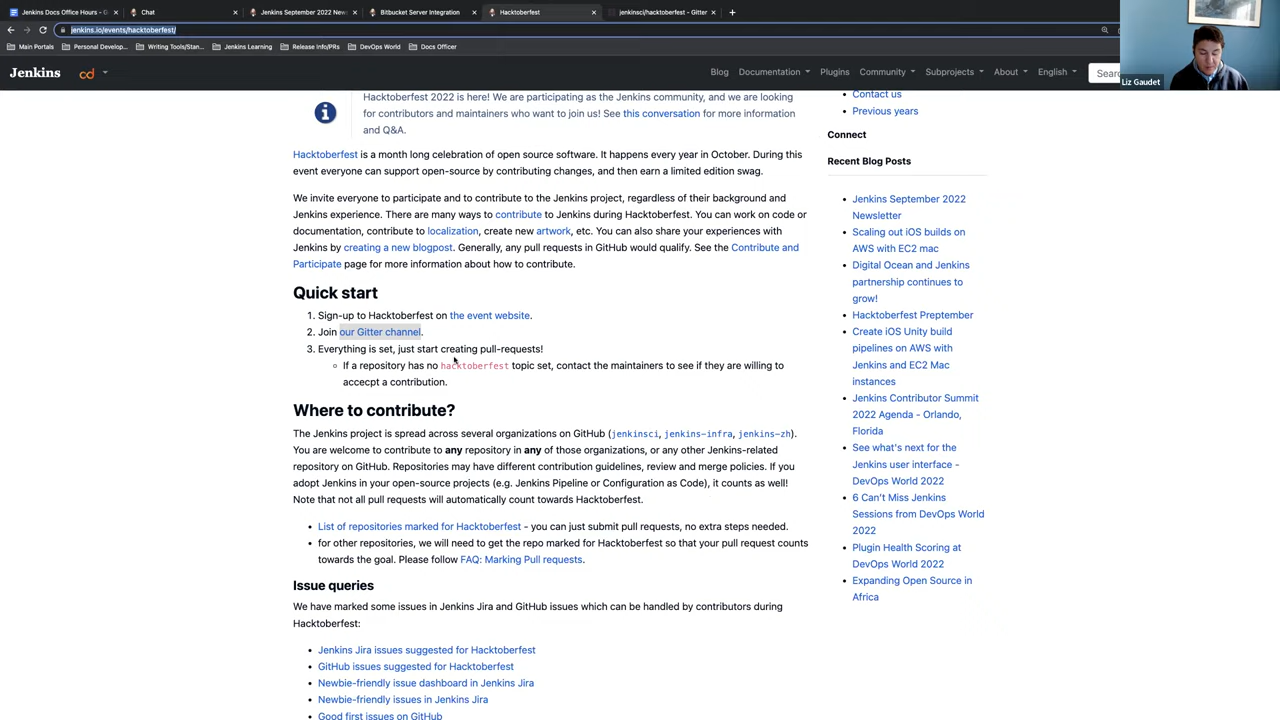 Jenkins Docs Office Hours - G
Chat
Jenkins September 2022 New
Bitbucket Server Integration
Hacktoberfest
jenkinsci/hacktoberfest - Gitter
jenkins.io/events/hacktoberfest/
Main Portals
Personal Develop...
Writing Tools/Stan...
Jenkins Learning
Release Info/PRs
DevOps World
Docs Officer
Jenkins
cd
Blog
Documentation
Plugins
Community
Subprojects
About
English
Searc
Liz Gaudet
Hacktoberfest 2022 is here! We are participating as the Jenkins community, and we are looking
for contributors and maintainers who want to join us! See this conversation for more information
and Q&A.
Hacktoberfest is a month long celebration of open source software. It happens every year in October. During this
event everyone can support open-source by contributing changes, and then earn a limited edition swag.
We invite everyone to participate and to contribute to the Jenkins project, regardless of their background and
Jenkins experience. There are many ways to contribute to Jenkins during Hacktoberfest. You can work on code or
documentation, contribute to localization, create new artwork, etc. You can also share your experiences with
Jenkins by creating a new blogpost. Generally, any pull requests in GitHub would qualify. See the Contribute and
Participate page for more information about how to contribute.
Quick start
1. Sign-up to Hacktoberfest on the event website.
2. Join our Gitter channel.
3. Everything is set, just start creating pull-requests!
If a repository has no hacktoberfest topic set, contact the maintainers to see if they are willing to
accecpt a contribution.
Where to contribute?
The Jenkins project is spread across several organizations on GitHub (jenkinsci, jenkins-infra, jenkins-zh).
You are welcome to contribute to any repository in any of those organizations, or any other Jenkins-related
repository on GitHub. Repositories may have different contribution guidelines, review and merge policies. If you
adopt Jenkins in your open-source projects (e.g. Jenkins Pipeline or Configuration as Code), it counts as well!
Note that not all pull requests will automatically count towards Hacktoberfest.
List of repositories marked for Hacktoberfest - you can just submit pull requests, no extra steps needed.
for other repositories, we will need to get the repo marked for Hacktoberfest so that your pull request counts
towards the goal. Please follow FAQ: Marking Pull requests.
Issue queries
We have marked some issues in Jenkins Jira and GitHub issues which can be handled by contributors during
Hacktoberfest:
Jenkins Jira issues suggested for Hacktoberfest
GitHub issues suggested for Hacktoberfest
Newbie-friendly issue dashboard in Jenkins Jira
Newbie-friendly issues in Jenkins Jira
Good first issues on GitHub
Contact us
Previous years
Connect
Recent Blog Posts
Jenkins September 2022
Newsletter
Scaling out iOS builds on
AWS with EC2 mac
Digital Ocean and Jenkins
partnership continues to
grow!
Hacktoberfest Preptember
Create iOS Unity build
pipelines on AWS with
Jenkins and EC2 Mac
instances
Jenkins Contributor Summit
2022 Agenda - Orlando,
Florida
See what's next for the
Jenkins user interface -
DevOps World 2022
6 Can't Miss Jenkins
Sessions from DevOps World
2022
Plugin Health Scoring at
DevOps World 2022
Expanding Open Source in
Africa